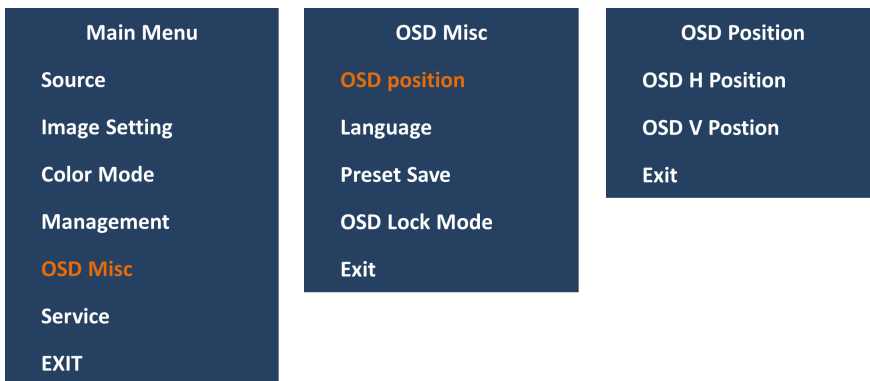 Main Menu
Source
Image Setting
Color Mode
Management
OSD Misc
Service
EXIT
OSD Misc
OSD position
Language
Preset Save
OSD Lock Mode
Exit
OSD Position
OSD H Position
OSD V Postion
Exit